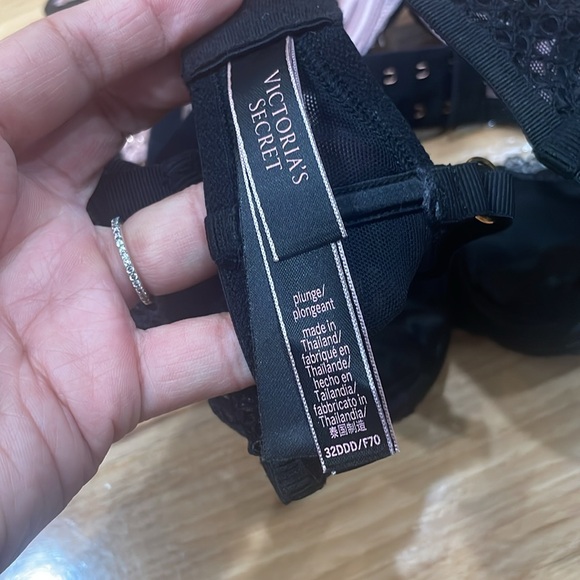 VICTORIA'S
SECRET
plunge/
plongeant
made in
Thailand/
fabriqué en
Thaïlande/
hecho en
Tailandia/
fabbricato in
Thailandia/
泰国制造
32DDD/F70